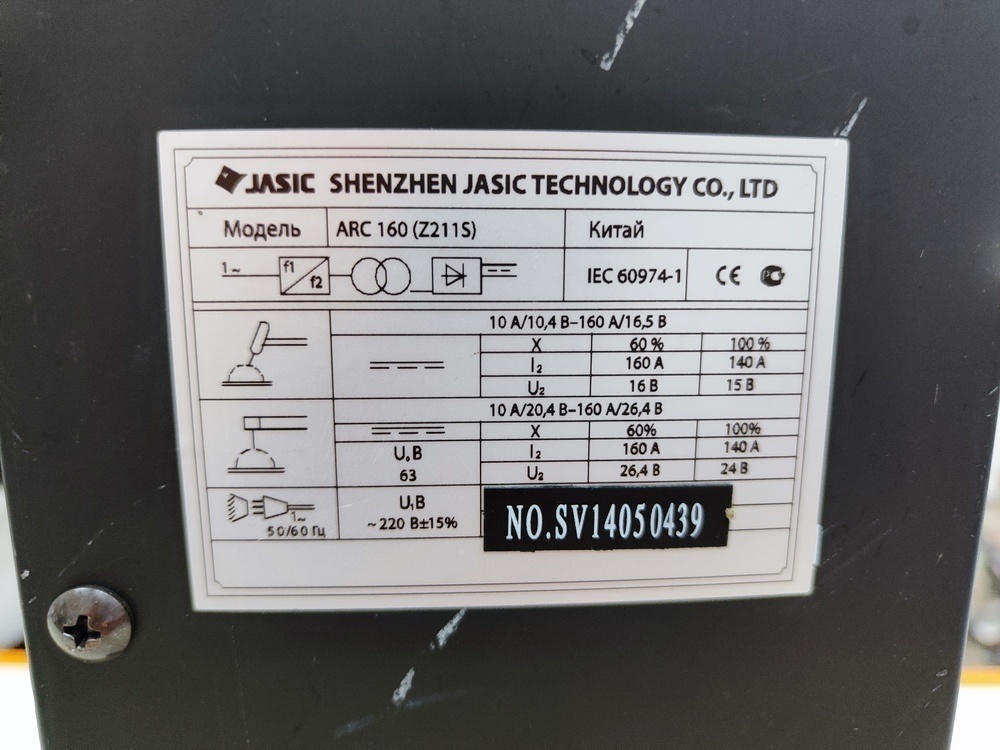 JASIC SHENZHEN JASIC TECHNOLOGY CO., LTD
Модель ARC 160 (Z211S) Китай
1~ f1 f2 IEC 60974-1 CE
10 А/10,4 В–160 А/16,5 В
X 60 % 100 %
I₂ 160 А 140 А
U₂ 16 В 15 В
10 А/20,4 В–160 А/26,4 В
X 60% 100%
U₀В I₂ 160 А 140 А
63 U₂ 26,4 В 24 В
U₁В
1~ ~220 В±15% NO.SV14050439
50/60 Гц